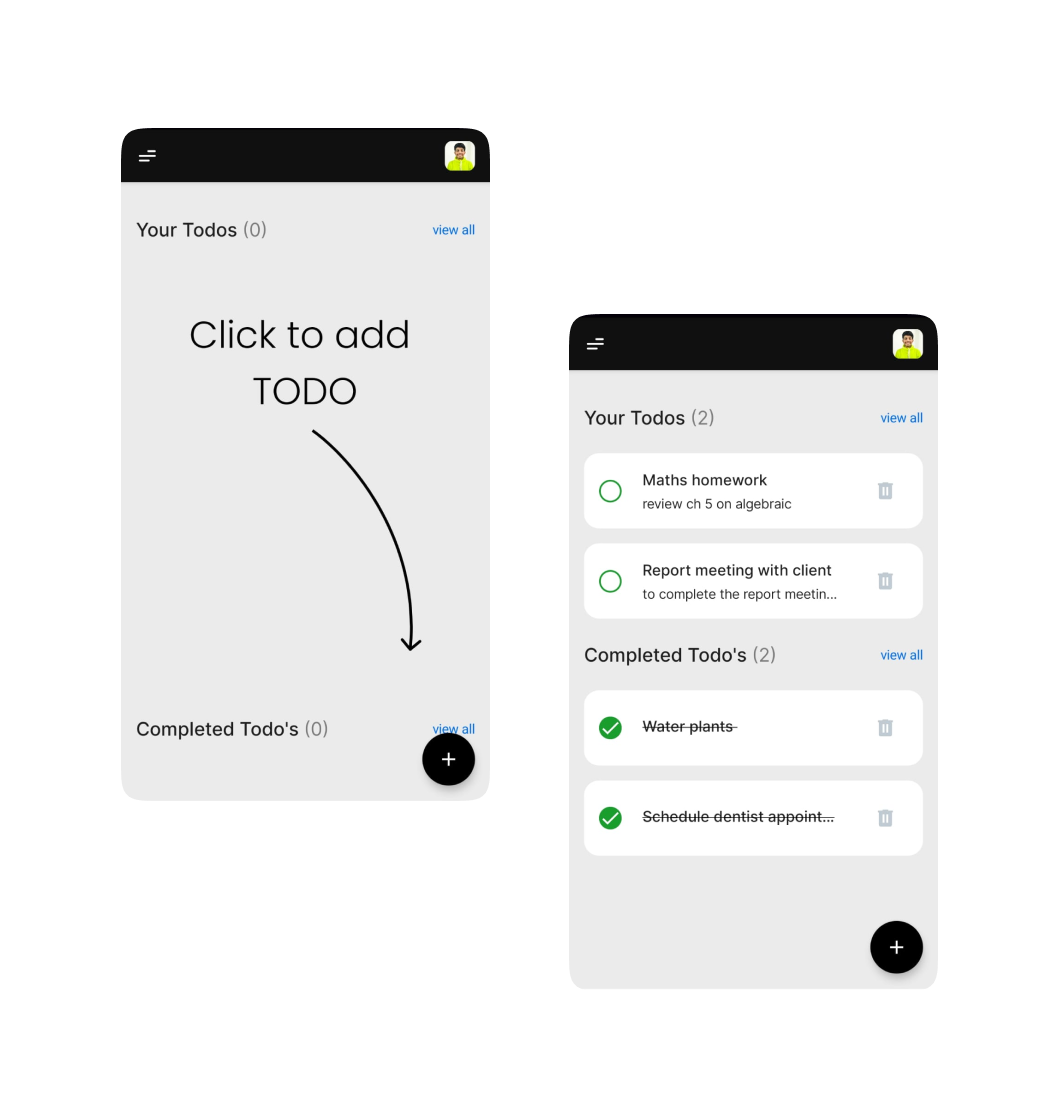 Your Todos (0) view all
Click to add
TODO
Completed Todo's (0) view all
+
Your Todos (2) view all
Maths homework
review ch 5 on algebraic
Report meeting with client
to complete the report meetin...
Completed Todo's (2) view all
Water plants
Schedule dentist appoint...
+